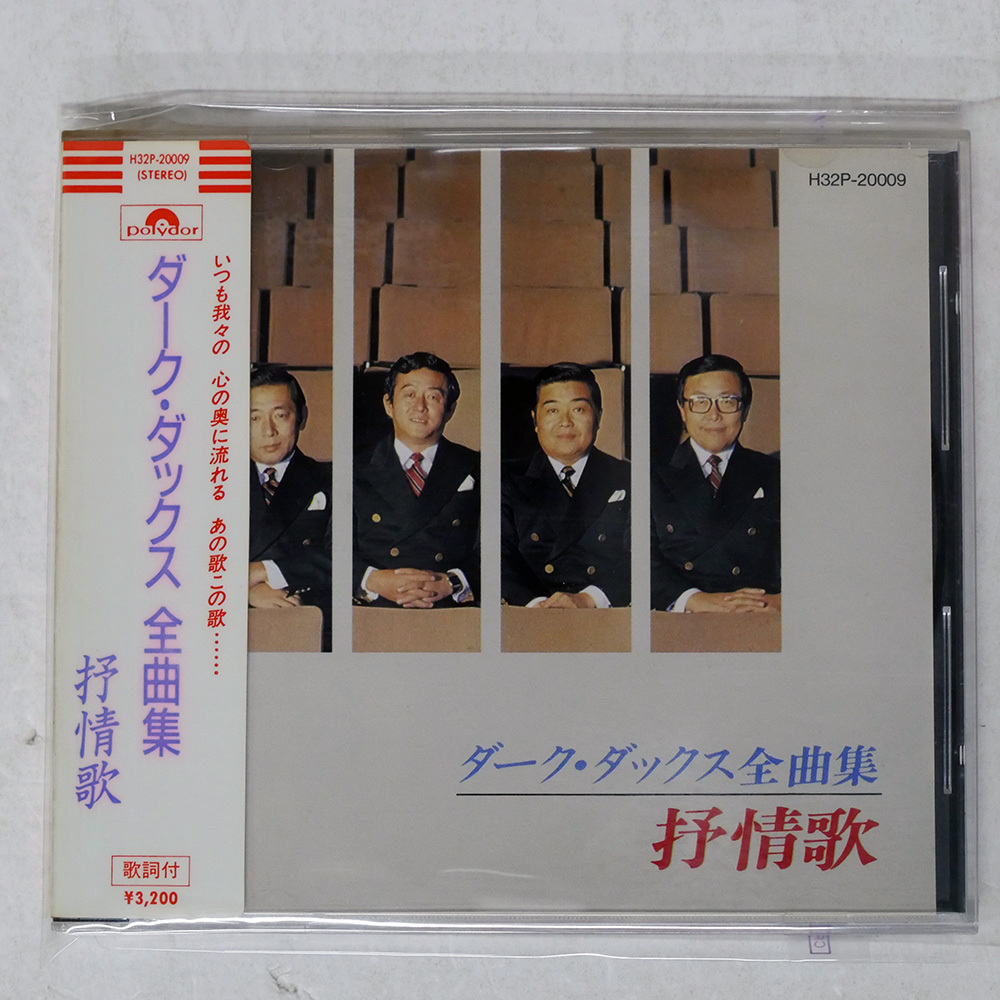 H32P-20009
(STEREO)
polydor
いつも我々の 心の奥に流れる あの歌この歌……
ダーク・ダックス 全曲集
抒情歌
歌詞付
¥3,200
H32P-20009
ダーク・ダックス全曲集
抒情歌